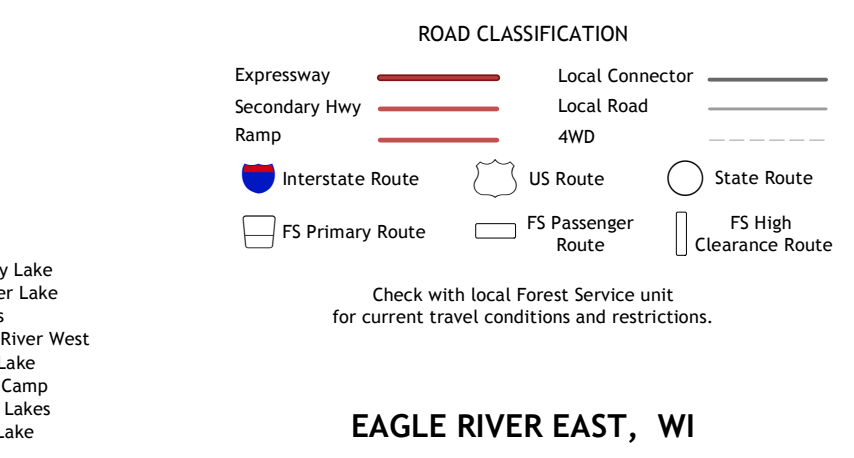 ROAD CLASSIFICATION
Expressway
Local Connector
Secondary Hwy
Local Road
Ramp
4WD
Interstate Route
US Route
State Route
FS Primary Route
FS Passenger
Route
FS High
Clearance Route
Check with local Forest Service unit
for current travel conditions and restrictions.
Lake
Lake
River West
Lake
Camp
Lakes
Lake
EAGLE RIVER EAST, WI